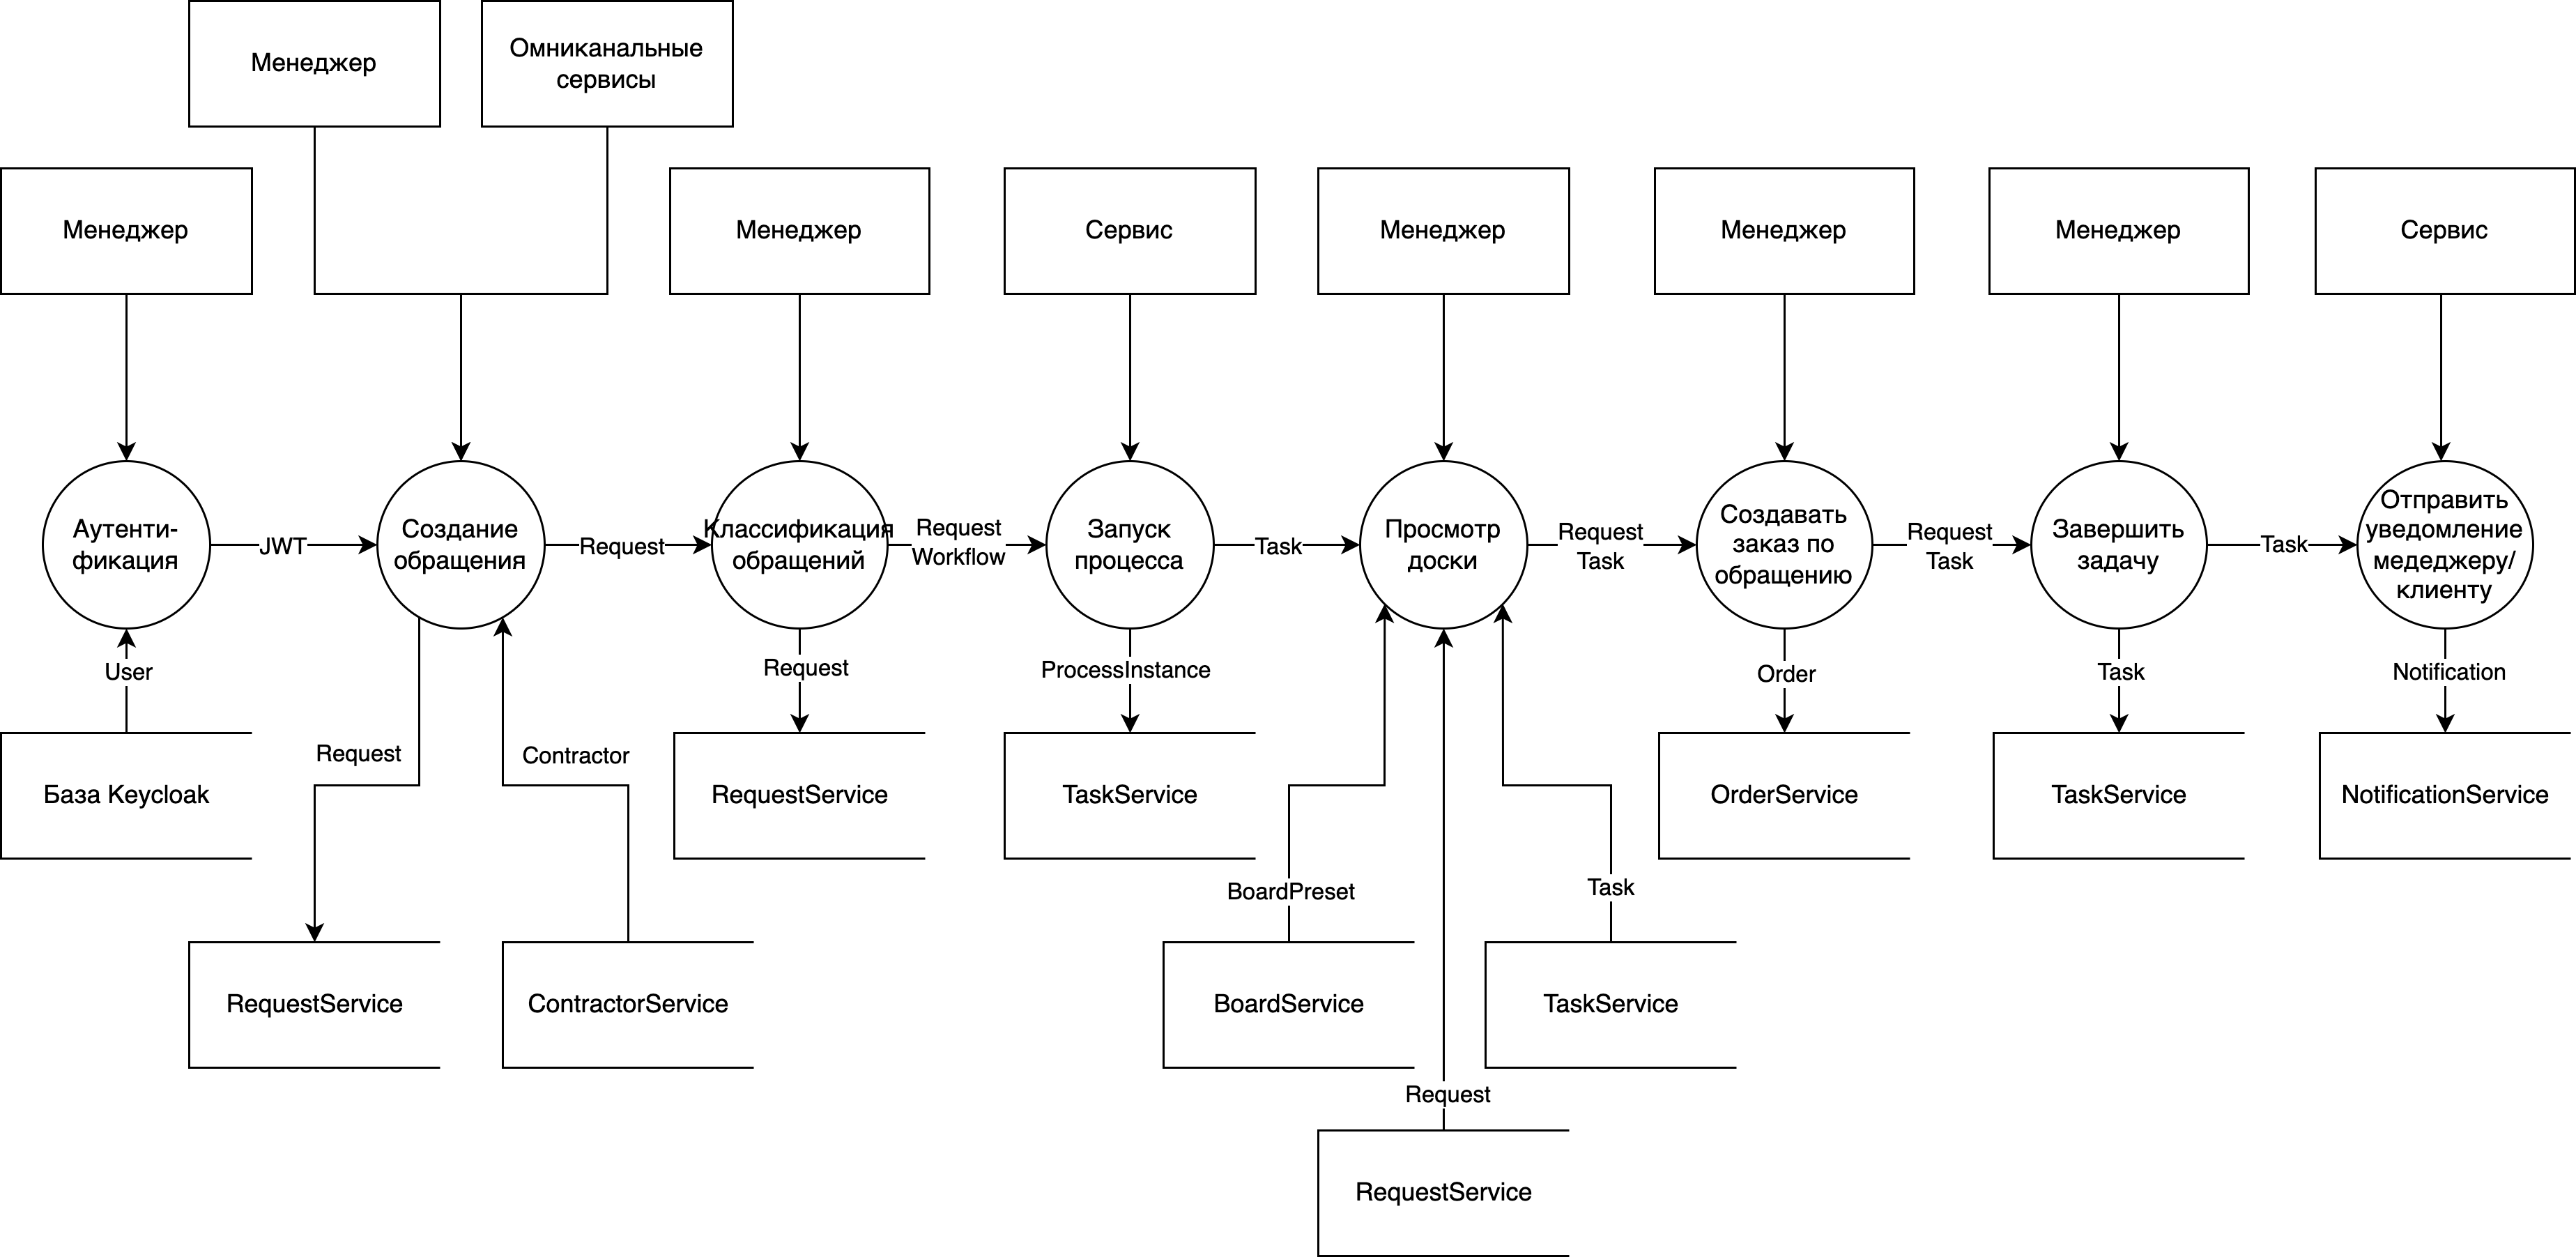 Менеджер
Омниканальные
сервисы
Менеджер
Менеджер
Сервис
Менеджер
Менеджер
Менеджер
Сервис
Аутенти-
фикация
JWT
Создание
обращения
Request
Классификация
обращений
Request
Workflow
Запуск
процесса
Task
Просмотр
доски
Request
Task
Создавать
заказ по
обращению
Request
Task
Завершить
задачу
Task
Отправить
уведомление
медеджеру/
клиенту
User
Request
Contractor
Request
ProcessInstance
Order
Task
Notification
База Keycloak
RequestService
TaskService
OrderService
TaskService
NotificationService
BoardPreset
Task
RequestService
ContractorService
BoardService
TaskService
Request
RequestService